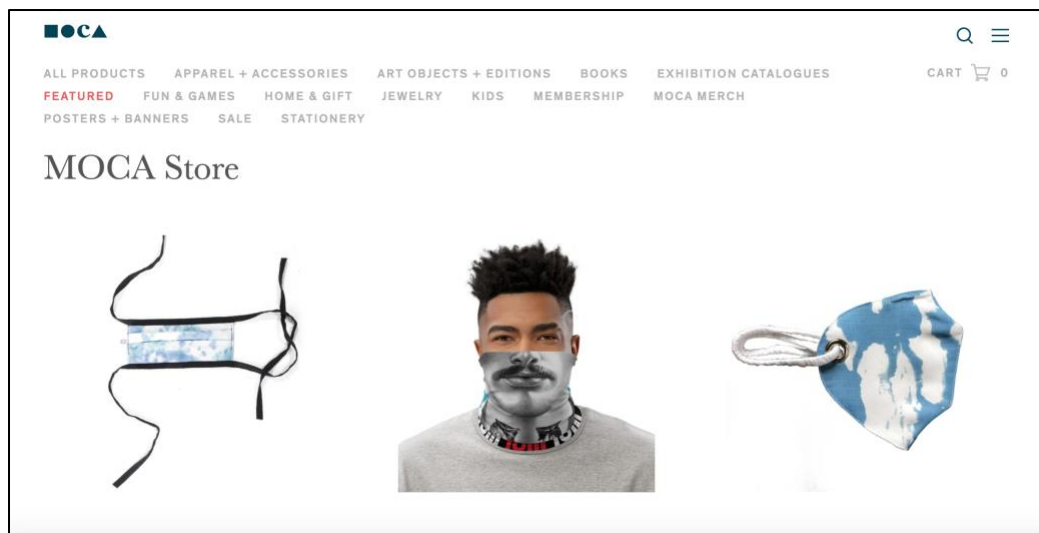 MOCA
ALL PRODUCTS APPAREL + ACCESSORIES ART OBJECTS + EDITIONS BOOKS EXHIBITION CATALOGUES CART 0
FEATURED FUN & GAMES HOME & GIFT JEWELRY KIDS MEMBERSHIP MOCA MERCH
POSTERS + BANNERS SALE STATIONERY
MOCA Store